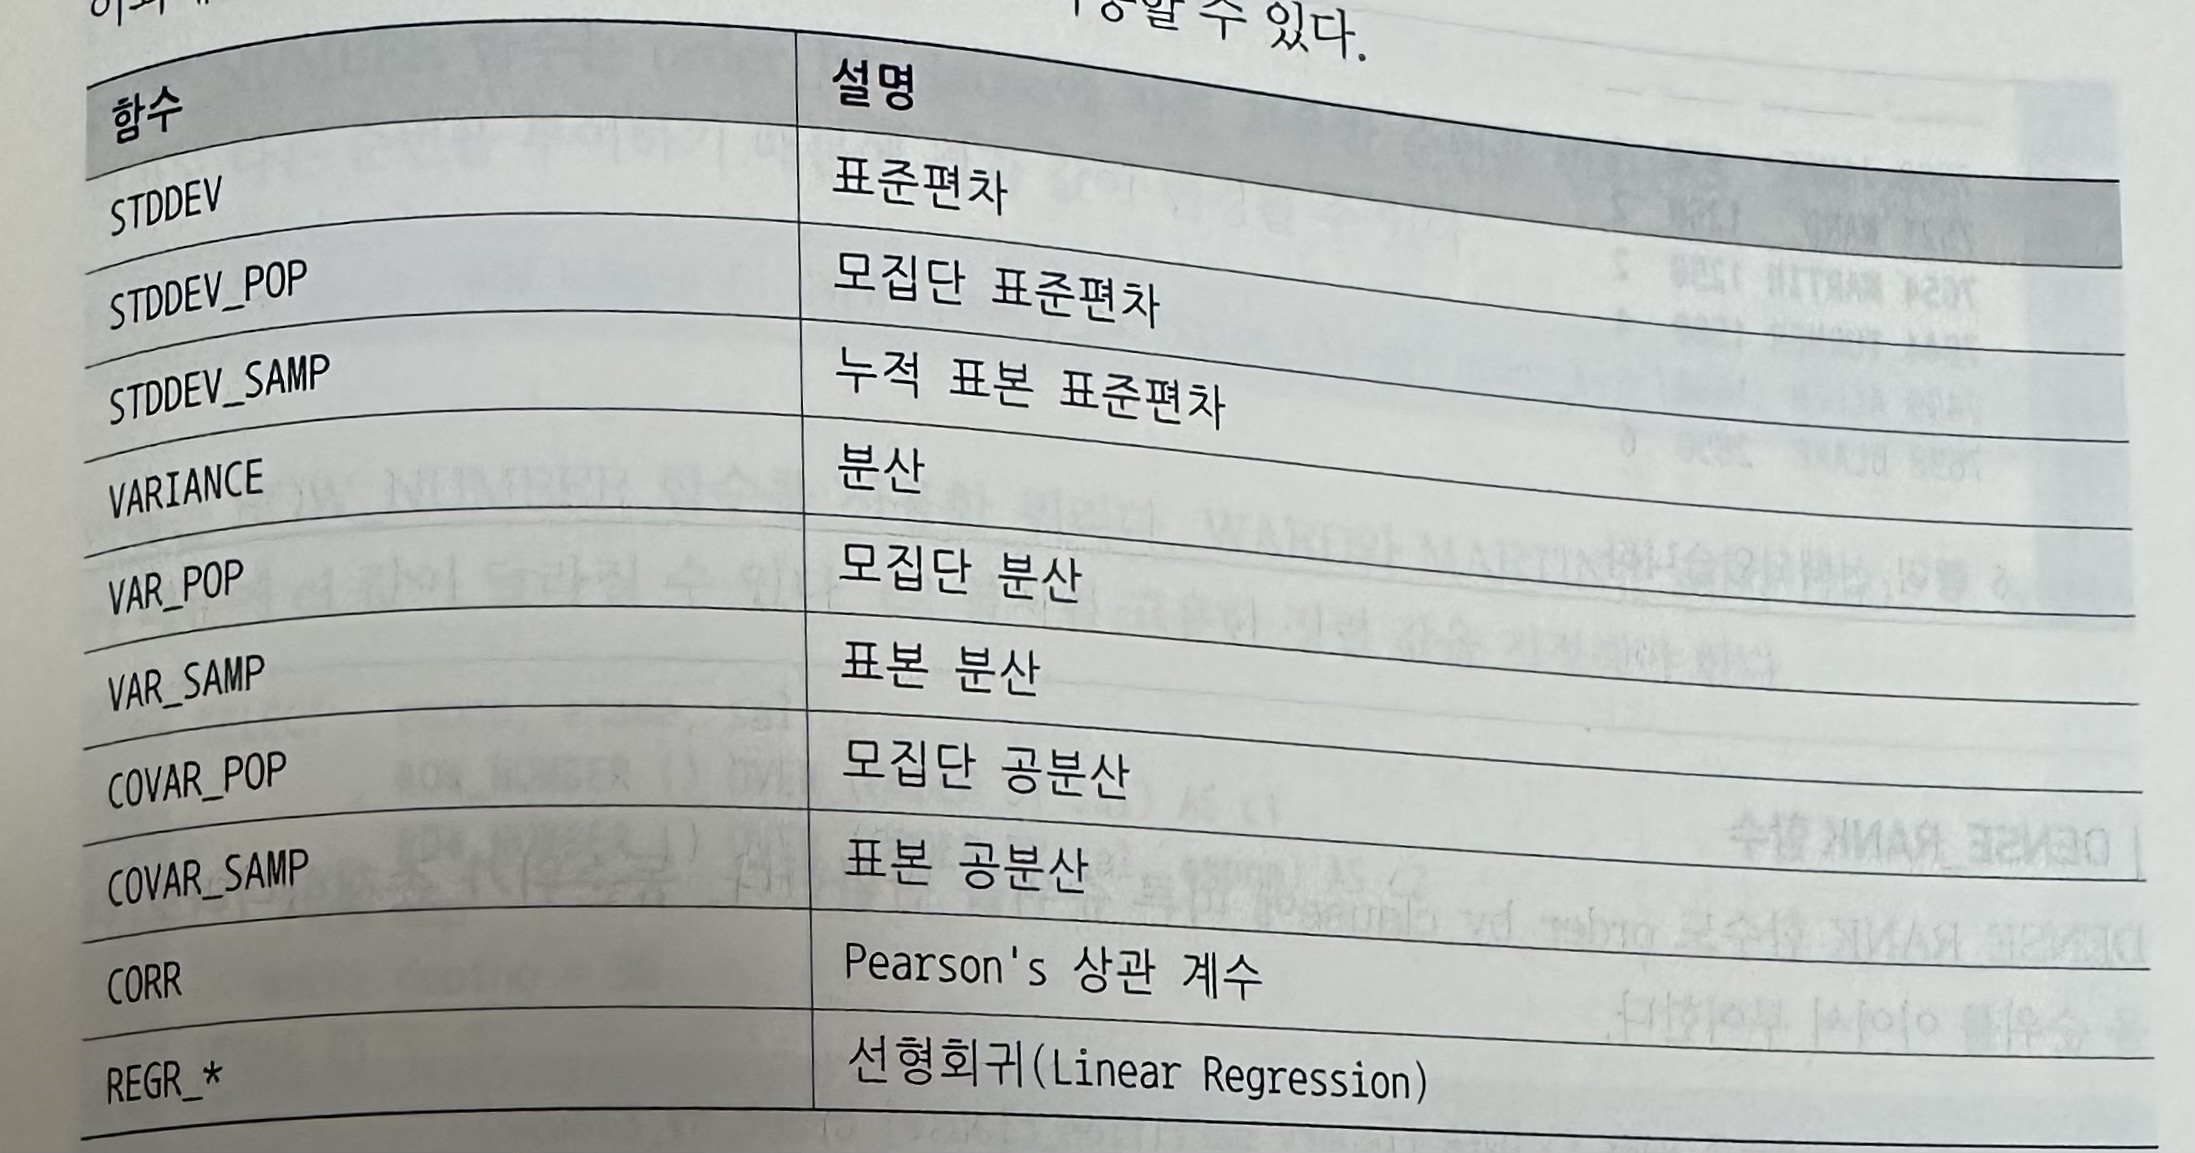 수 있다.
함수 설명
STDDEV 표준편차
STDDEV_POP 모집단 표준편차
STDDEV_SAMP 누적 표본 표준편차
VARIANCE 분산
VAR_POP 모집단 분산
VAR_SAMP 표본 분산
COVAR_POP 모집단 공분산
COVAR_SAMP 표본 공분산
CORR Pearson's 상관 계수
REGR_* 선형회귀(Linear Regression)